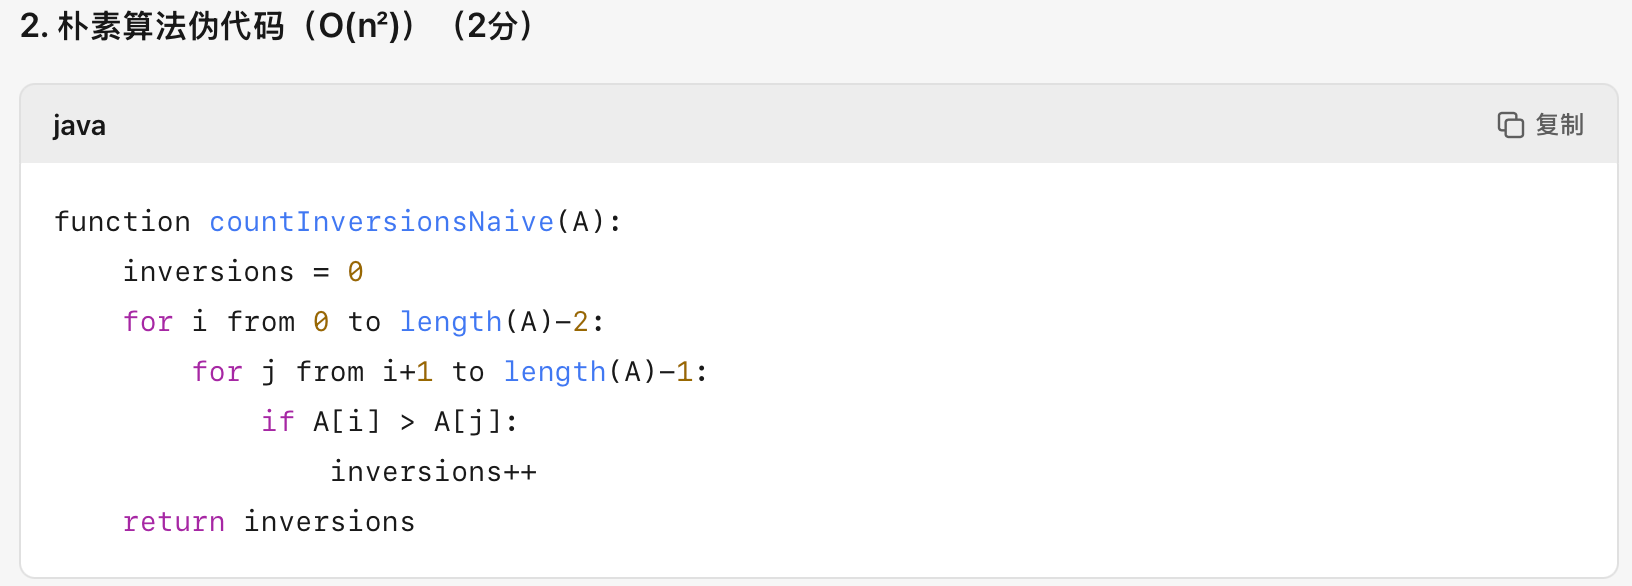 2. 朴素算法伪代码（O(n²)）（2分）
java
复制
function countInversionsNaive(A):
    inversions = 0
    for i from 0 to length(A)-2:
        for j from i+1 to length(A)-1:
            if A[i] > A[j]:
                inversions++
    return inversions